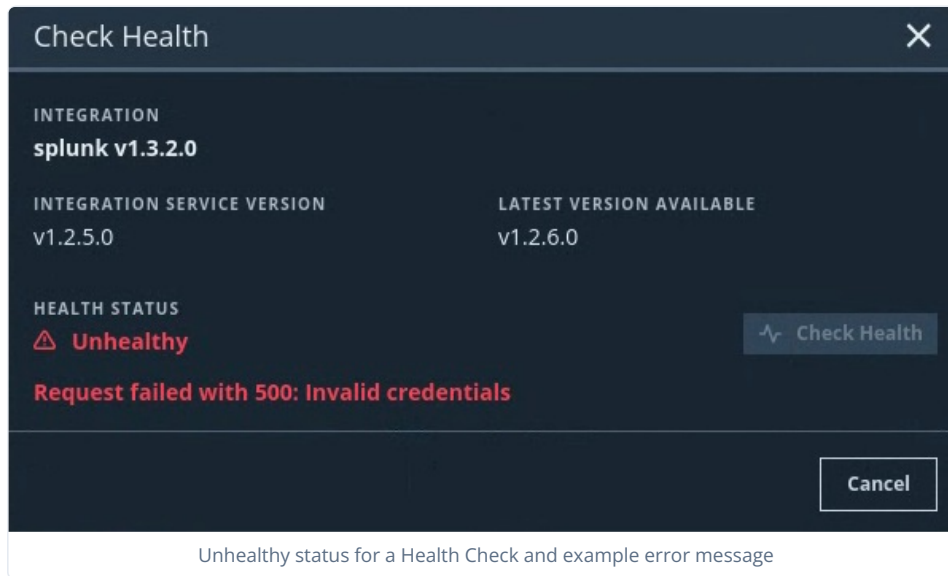 Check Health
INTEGRATION
splunk v1.3.2.0
INTEGRATION SERVICE VERSION
LATEST VERSION AVAILABLE
v1.2.5.0
v1.2.6.0
HEALTH STATUS
Unhealthy
Check Health
Request failed with 500: Invalid credentials
Cancel
Unhealthy status for a Health Check and example error message